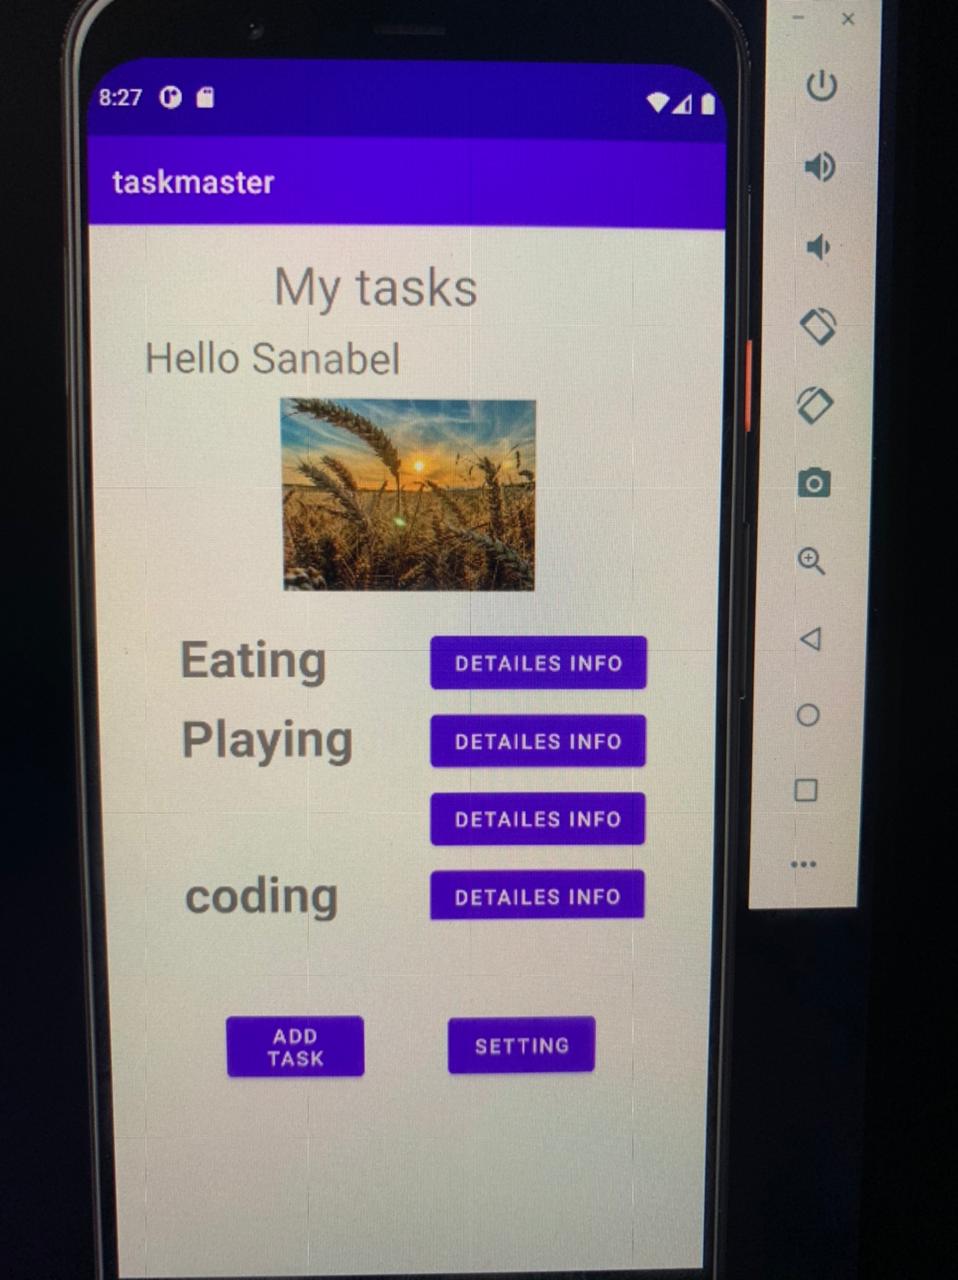 8:27
taskmaster
My tasks
Hello Sanabel
Eating
DETAILES INFO
Playing
DETAILES INFO
DETAILES INFO
coding
DETAILES INFO
ADD
TASK
SETTING